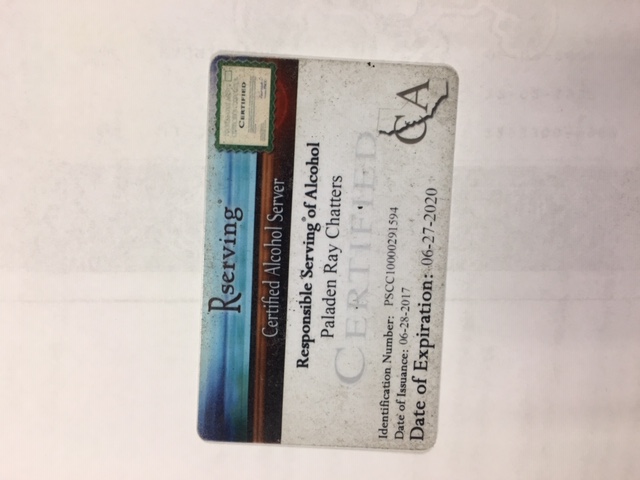 Rserving®
Certified Alcohol Server
CERTIFIED
Responsible Serving® of Alcohol
Paladen Ray Chatters
CERTIFIED
CA
Identification Number: PSCC10000291594
Date of Issuance: 06-28-2017
Date of Expiration: 06-27-2020